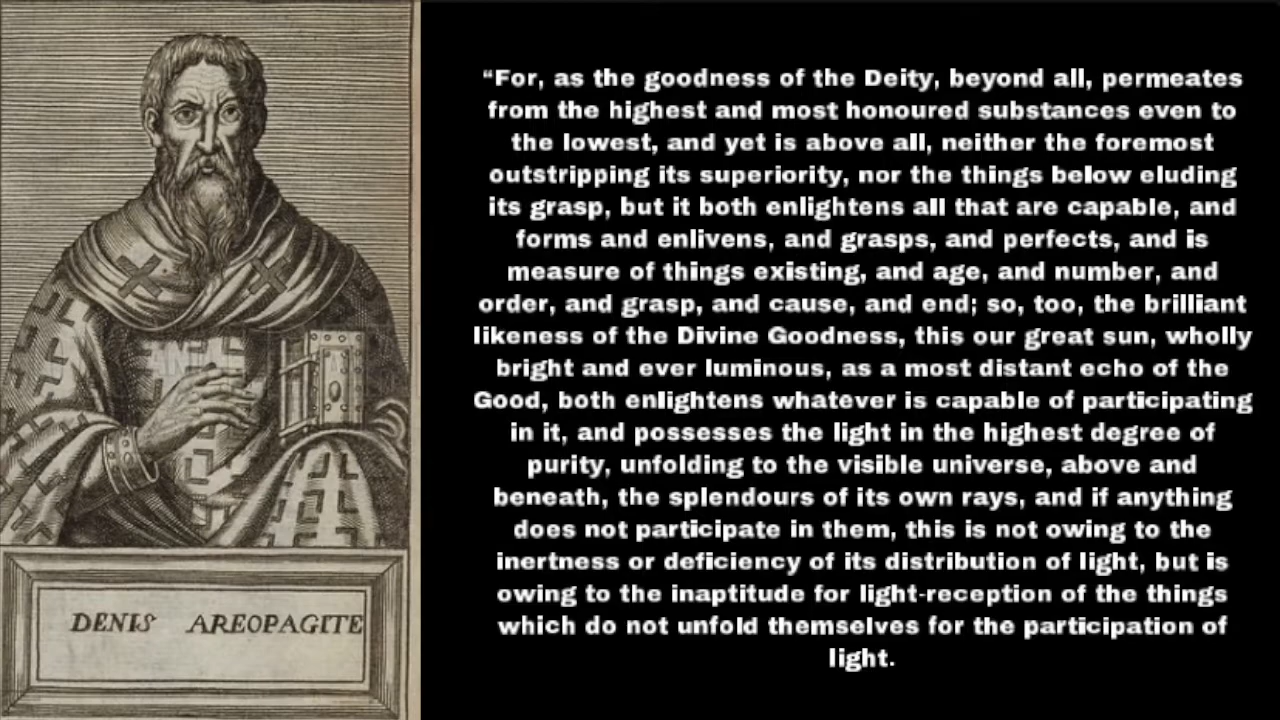 “For, as the goodness of the Deity, beyond all, permeates
from the highest and most honoured substances even to
the lowest, and yet is above all, neither the foremost
outstripping its superiority, nor the things below eluding
its grasp, but it both enlightens all that are capable, and
forms and enlivens, and grasps, and perfects, and is
measure of things existing, and age, and number, and
order, and grasp, and cause, and end; so, too, the brilliant
likeness of the Divine Goodness, this our great sun, wholly
bright and ever luminous, as a most distant echo of the
Good, both enlightens whatever is capable of participating
in it, and possesses the light in the highest degree of
purity, unfolding to the visible universe, above and
beneath, the splendours of its own rays, and if anything
does not participate in them, this is not owing to the
inertness or deficiency of its distribution of light, but is
owing to the inaptitude for light-reception of the things
which do not unfold themselves for the participation of
light.
DENIS AREOPAGITE